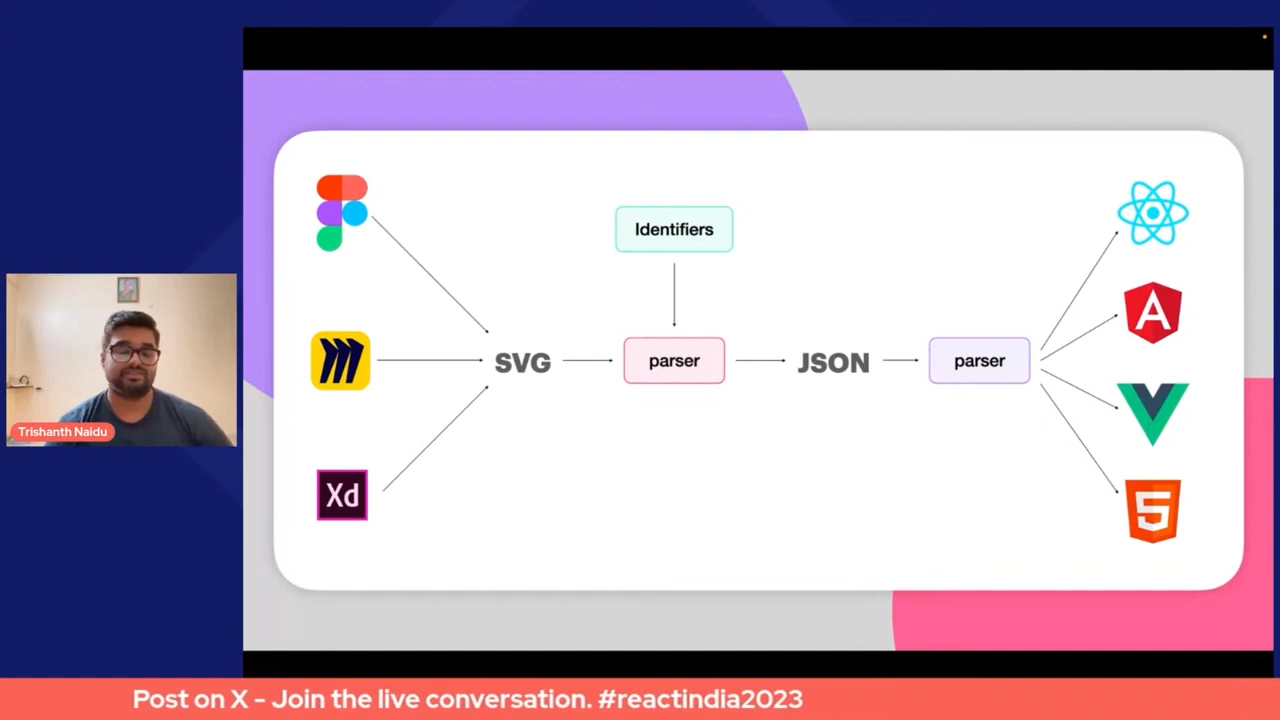 Identifiers
SVG
parser
JSON
parser
Xd
Trishanth Naidu
Post on X - Join the live conversation. #reactindia2023